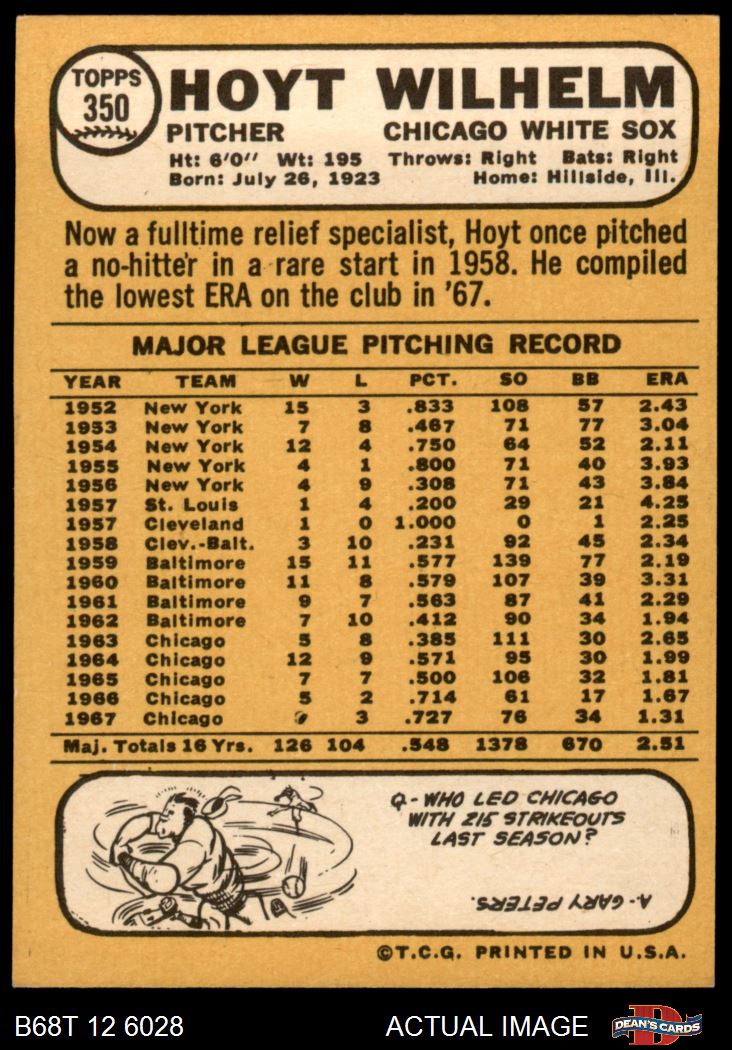 TOPPS
350
HOYT WILHELM
PITCHER CHICAGO WHITE SOX
Ht: 6'0" Wt: 195 Throws: Right Bats: Right
Born: July 26, 1923 Home: Hillside, Ill.
Now a fulltime relief specialist, Hoyt once pitched
a no-hitter in a rare start in 1958. He compiled
the lowest ERA on the club in '67.
MAJOR LEAGUE PITCHING RECORD
YEAR TEAM W L PCT. SO BB ERA
1952 New York 15 3 .833 108 57 2.43
1953 New York 7 8 .467 71 77 3.04
1954 New York 12 4 .750 64 52 2.11
1955 New York 4 1 .800 71 40 3.93
1956 New York 4 9 .308 71 43 3.84
1957 St. Louis 1 4 .200 29 21 4.25
1957 Cleveland 1 0 1.000 0 1 2.25
1958 Clev.-Balt. 3 10 .231 92 45 2.34
1959 Baltimore 15 11 .577 139 77 2.19
1960 Baltimore 11 8 .579 107 39 3.31
1961 Baltimore 9 7 .563 87 41 2.29
1962 Baltimore 7 10 .412 90 34 1.94
1963 Chicago 5 8 .385 111 30 2.65
1964 Chicago 12 9 .571 95 30 1.99
1965 Chicago 7 7 .500 106 32 1.81
1966 Chicago 5 2 .714 61 17 1.67
1967 Chicago 3 .727 76 34 1.31
Maj. Totals 16 Yrs. 126 104 .548 1378 670 2.51
Q - WHO LED CHICAGO
WITH 215 STRIKEOUTS
LAST SEASON?
A - GARY PETERS.
©T.C.G. PRINTED IN U.S.A.
B68T 12 6028 ACTUAL IMAGE
D
DEAN'S CARDS